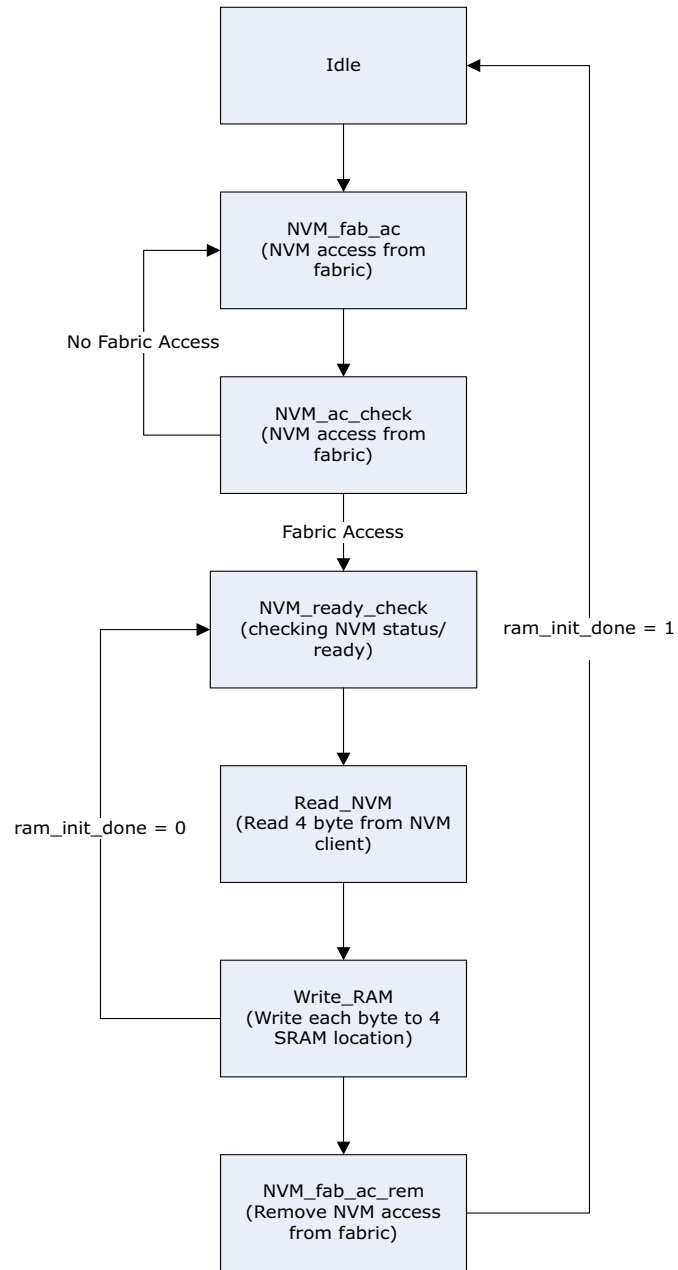 Idle
NVM_fab_ac
(NVM access from
fabric)
No Fabric Access
NVM_ac_check
(NVM access from
fabric)
Fabric Access
NVM_ready_check
(checking NVM status/
ready)
ram_init_done = 1
Read_NVM
(Read 4 byte from NVM
client)
ram_init_done = 0
Write_RAM
(Write each byte to 4
SRAM location)
NVM_fab_ac_rem
(Remove NVM access
from fabric)